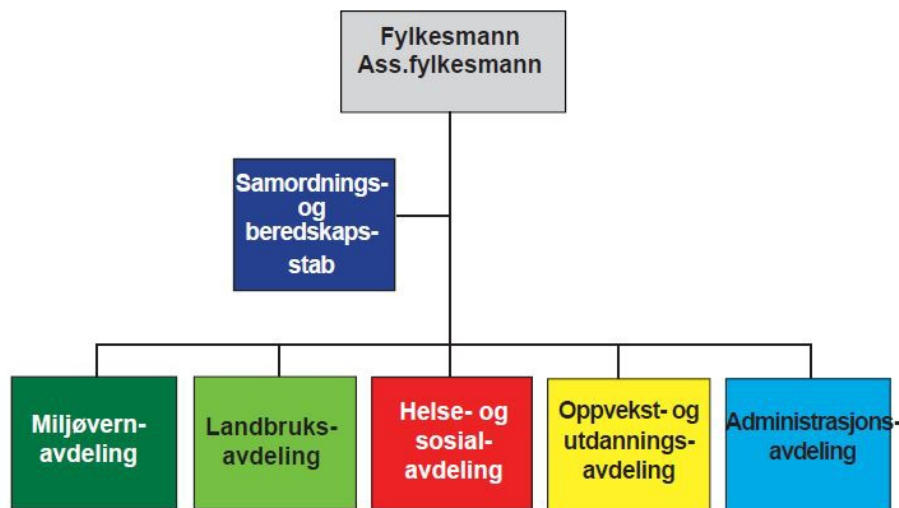 Fylkesmann
Ass.fylkesmann
Samordnings-
og
beredskaps-
stab
Miljøvern-
avdeling
Landbruks-
avdeling
Helse- og
sosial-
avdeling
Oppvekst- og
utdannings-
avdeling
Administrasjons-
avdeling